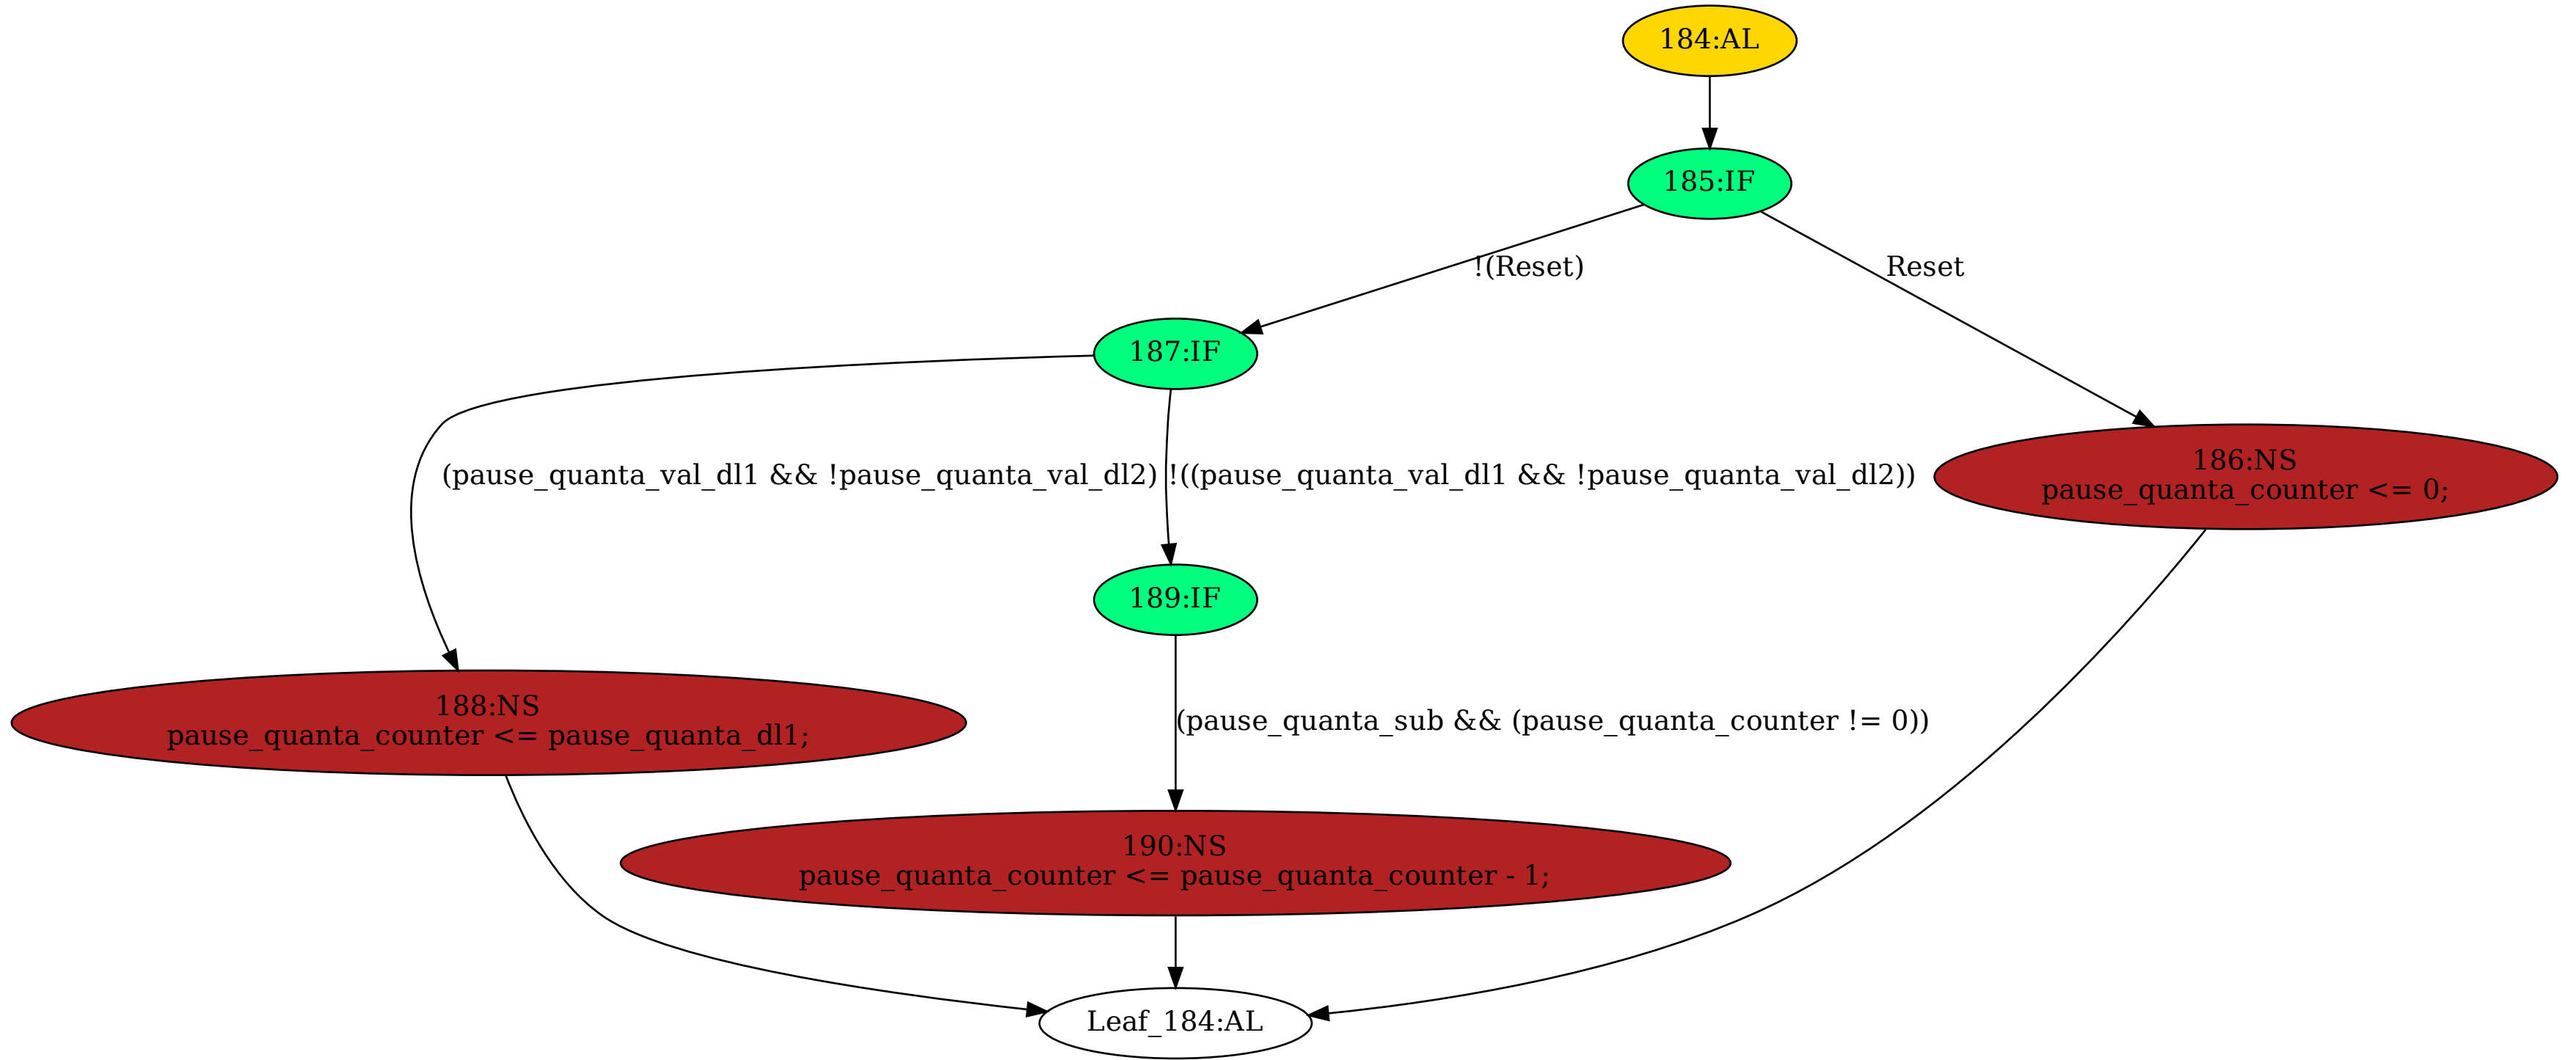 184:AL
185:IF
!(Reset)
Reset
187:IF
(pause_quanta_val_dl1 && !pause_quanta_val_dl2)
!((pause_quanta_val_dl1 && !pause_quanta_val_dl2))
186:NS
pause_quanta_counter <= 0;
189:IF
188:NS
pause_quanta_counter <= pause_quanta_dl1;
(pause_quanta_sub && (pause_quanta_counter != 0))
190:NS
pause_quanta_counter <= pause_quanta_counter - 1;
Leaf_184:AL